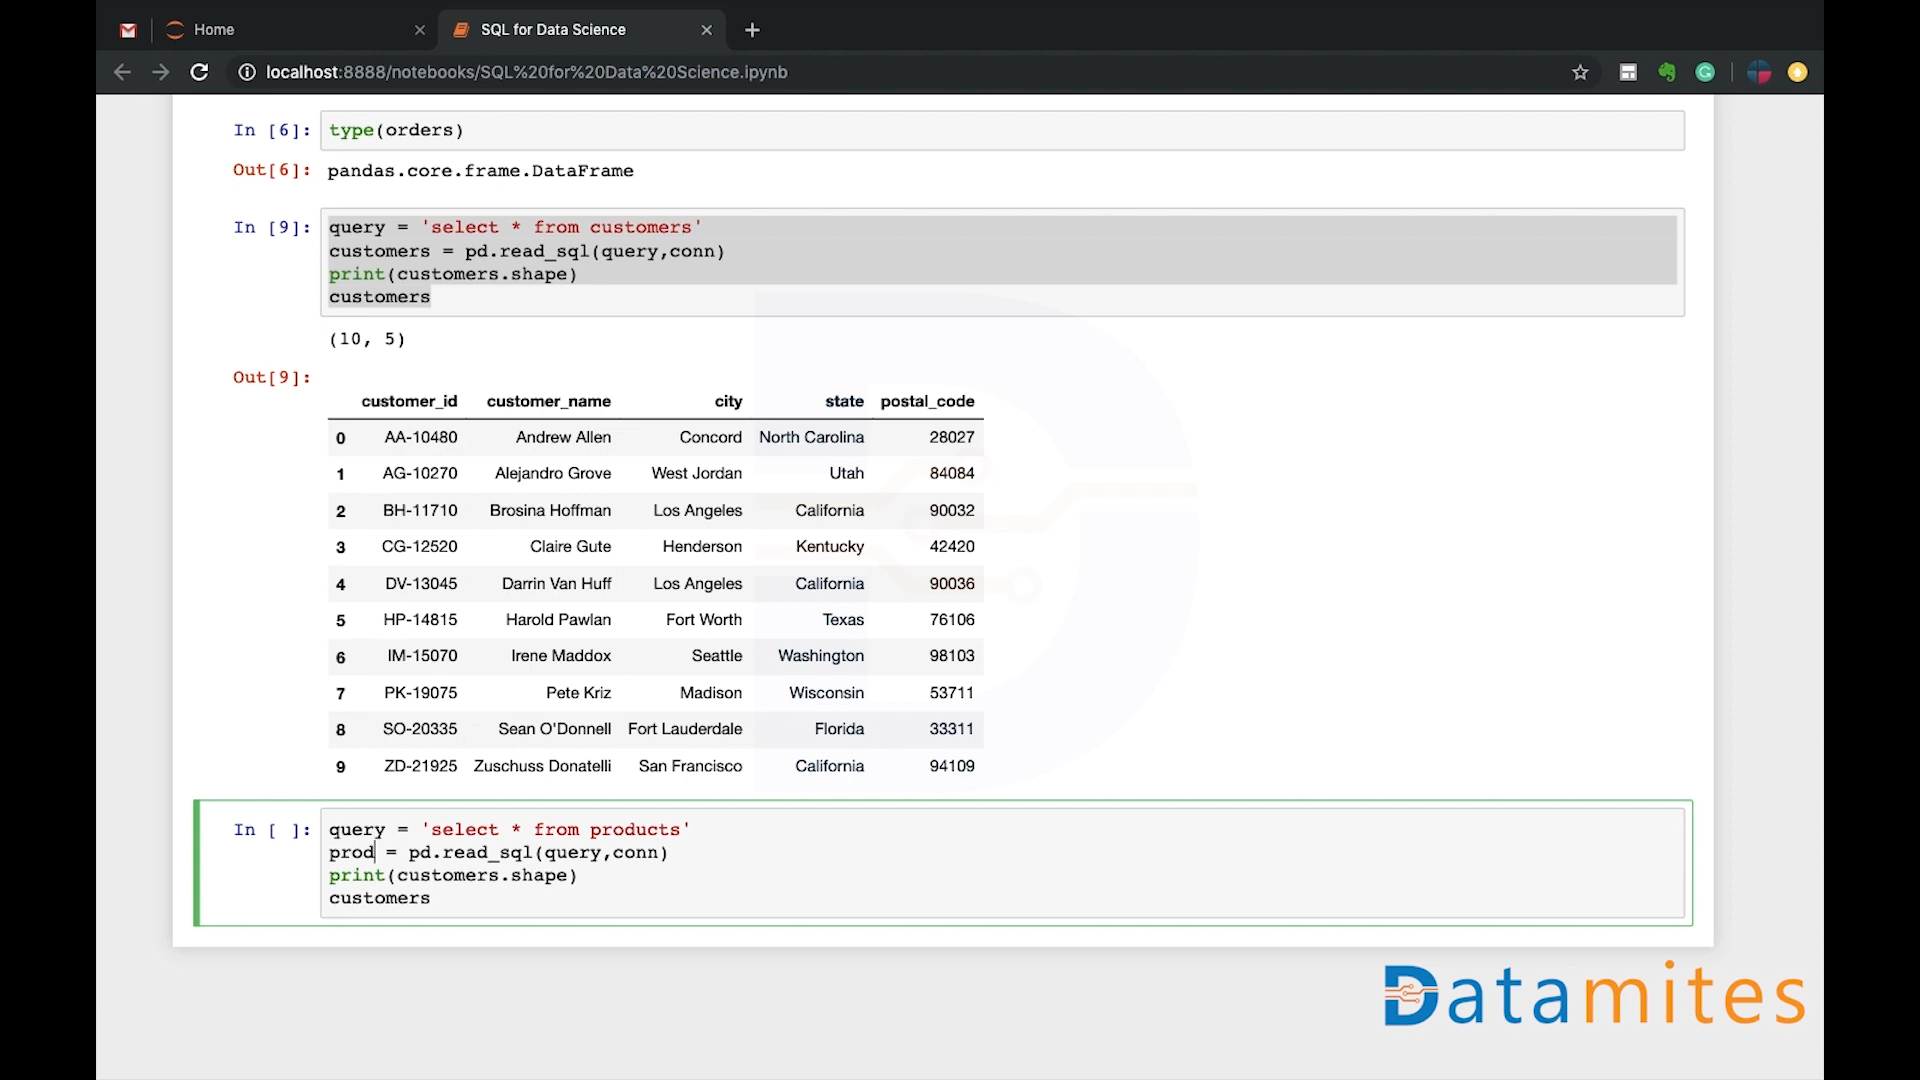 Home
SQL for Data Science
localhost:8888/notebooks/SQL%20for%20Data%20Science.ipynb
In [6]: type(orders)
Out[6]: pandas.core.frame.DataFrame
In [9]: query = 'select * from customers'
customers = pd.read_sql(query,conn)
print(customers.shape)
customers
(10, 5)
Out[9]:
customer_id customer_name city state postal_code
0 AA-10480 Andrew Allen Concord North Carolina 28027
1 AG-10270 Alejandro Grove West Jordan Utah 84084
2 BH-11710 Brosina Hoffman Los Angeles California 90032
3 CG-12520 Claire Gute Henderson Kentucky 42420
4 DV-13045 Darrin Van Huff Los Angeles California 90036
5 HP-14815 Harold Pawlan Fort Worth Texas 76106
6 IM-15070 Irene Maddox Seattle Washington 98103
7 PK-19075 Pete Kriz Madison Wisconsin 53711
8 SO-20335 Sean O'Donnell Fort Lauderdale Florida 33311
9 ZD-21925 Zuschuss Donatelli San Francisco California 94109
In [ ]: query = 'select * from products'
prod = pd.read_sql(query,conn)
print(customers.shape)
customers
Datamites